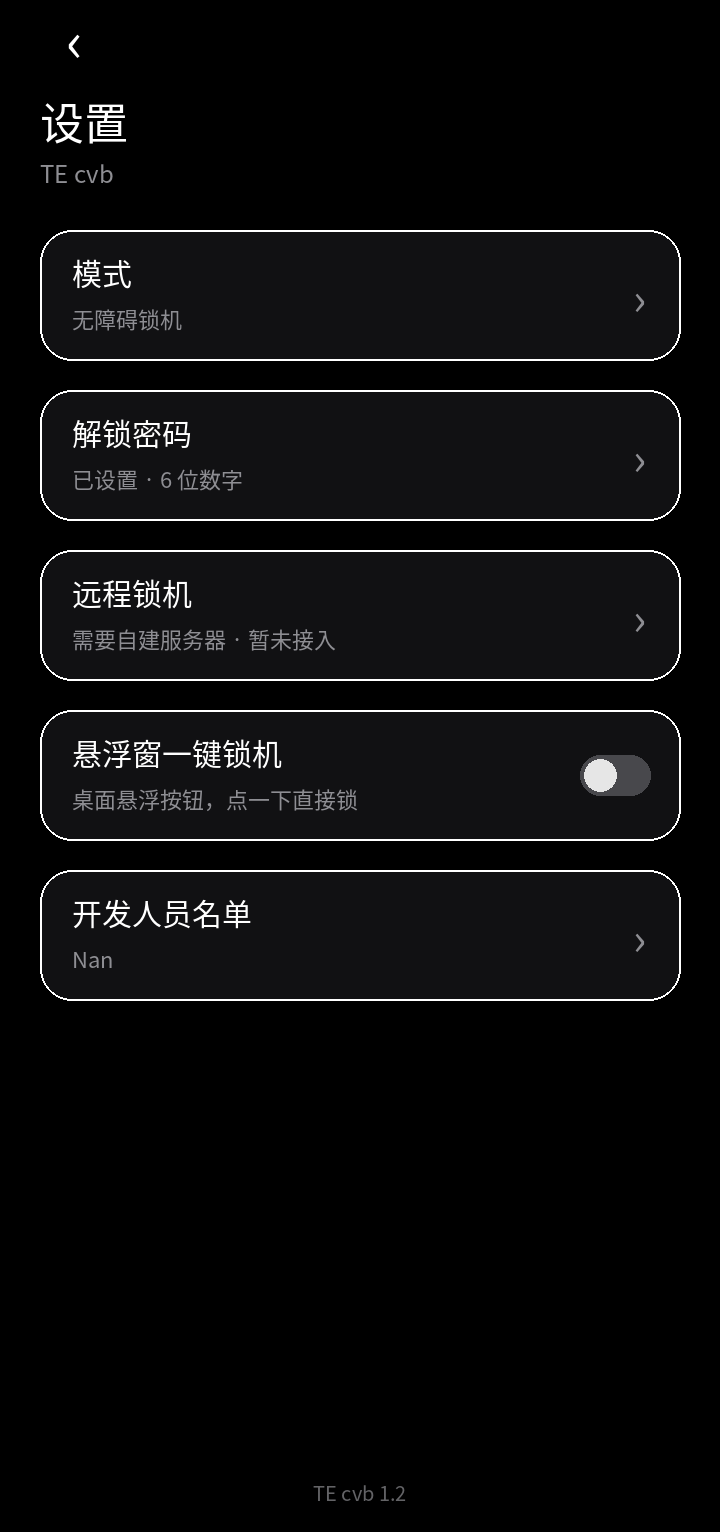 设置
TE cvb
模式
无障碍锁机
解锁密码
已设置 · 6 位数字
远程锁机
需要自建服务器 · 暂未接入
悬浮窗一键锁机
桌面悬浮按钮，点一下直接锁
开发人员名单
Nan
TE cvb 1.2